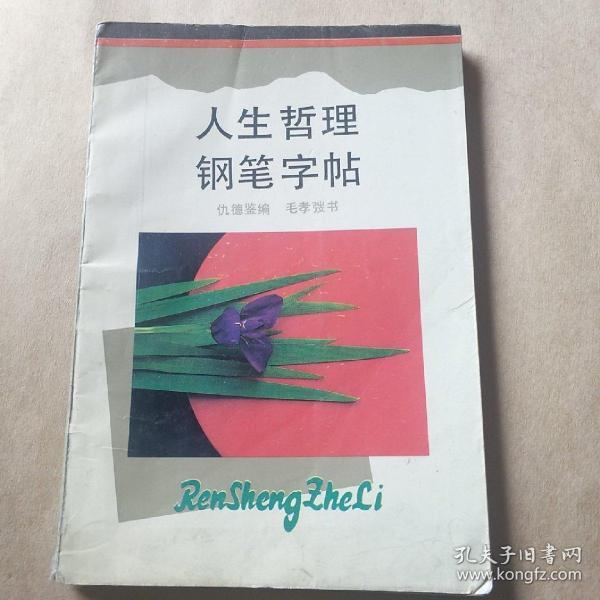 人生哲理
钢笔字帖
仇德鉴编 毛孝弢书
RenShengZheLi
孔夫子旧书网
www.kongfz.com